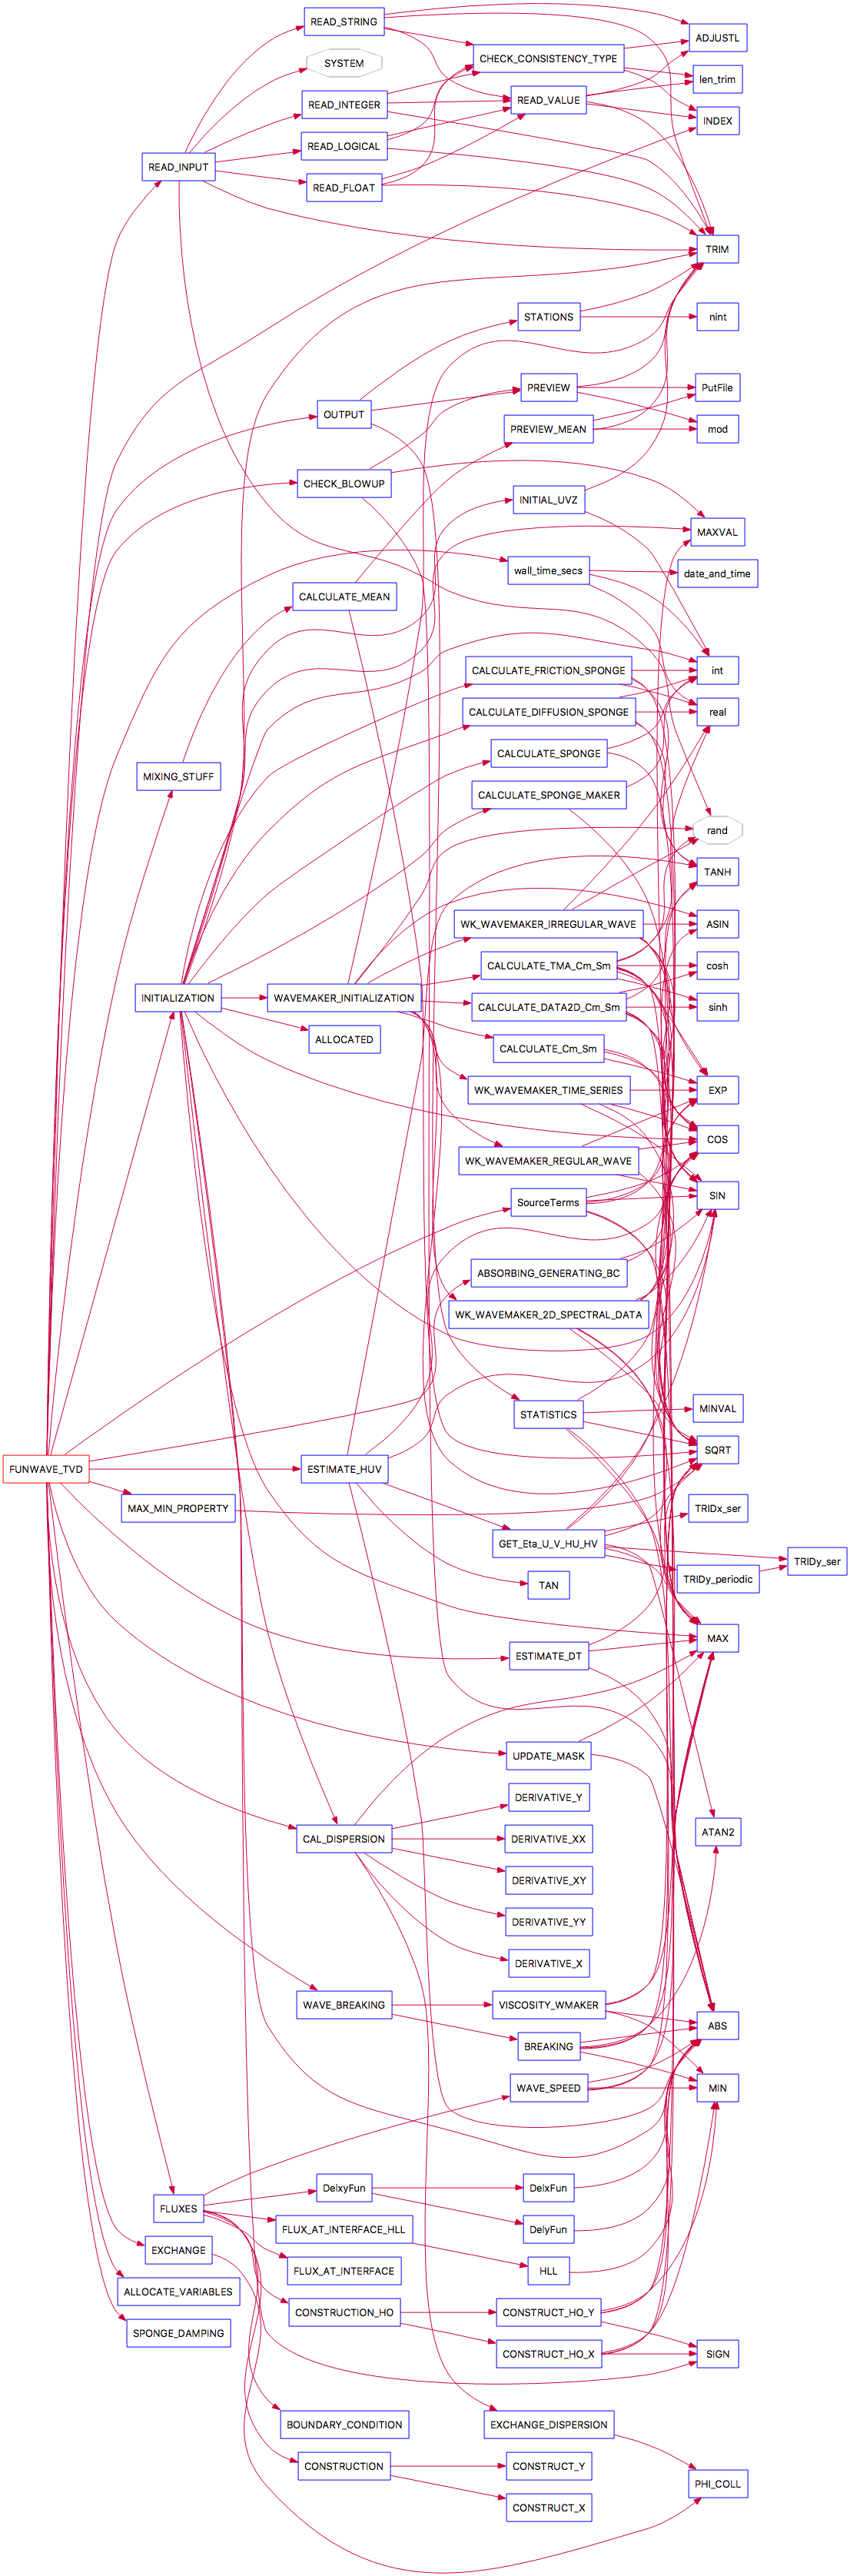 READ_STRING
ADJUSTL
CHECK_CONSISTENCY_TYPE
SYSTEM
len_trim
READ_VALUE
READ_INTEGER
INDEX
READ_LOGICAL
READ_INPUT
READ_FLOAT
TRIM
STATIONS
nint
PREVIEW
PutFile
OUTPUT
PREVIEW_MEAN
mod
CHECK_BLOWUP
INITIAL_UVZ
MAXVAL
wall_time_secs
date_and_time
CALCULATE_MEAN
CALCULATE_FRICTION_SPONGE
int
CALCULATE_DIFFUSION_SPONGE
real
CALCULATE_SPONGE
MIXING_STUFF
CALCULATE_SPONGE_MAKER
rand
TANH
WK_WAVEMAKER_IRREGULAR_WAVE
ASIN
CALCULATE_TMA_Cm_Sm
cosh
INITIALIZATION
WAVEMAKER_INITIALIZATION
CALCULATE_DATA2D_Cm_Sm
sinh
ALLOCATED
CALCULATE_Cm_Sm
WK_WAVEMAKER_TIME_SERIES
EXP
COS
WK_WAVEMAKER_REGULAR_WAVE
SourceTerms
SIN
ABSORBING_GENERATING_BC
WK_WAVEMAKER_2D_SPECTRAL_DATA
STATISTICS
MINVAL
SQRT
FUNWAVE_TVD
ESTIMATE_HUV
MAX_MIN_PROPERTY
TRIDx_ser
GET_Eta_U_V_HU_HV
TRIDy_ser
TAN
TRIDy_periodic
MAX
ESTIMATE_DT
UPDATE_MASK
DERIVATIVE_Y
ATAN2
CAL_DISPERSION
DERIVATIVE_XX
DERIVATIVE_XY
DERIVATIVE_YY
DERIVATIVE_X
WAVE_BREAKING
VISCOSITY_WMAKER
ABS
BREAKING
WAVE_SPEED
MIN
DelxyFun
DelxFun
FLUXES
FLUX_AT_INTERFACE_HLL
DelyFun
EXCHANGE
FLUX_AT_INTERFACE
HLL
ALLOCATE_VARIABLES
CONSTRUCTION_HO
CONSTRUCT_HO_Y
SPONGE_DAMPING
CONSTRUCT_HO_X
SIGN
BOUNDARY_CONDITION
EXCHANGE_DISPERSION
CONSTRUCTION
CONSTRUCT_Y
PHI_COLL
CONSTRUCT_X